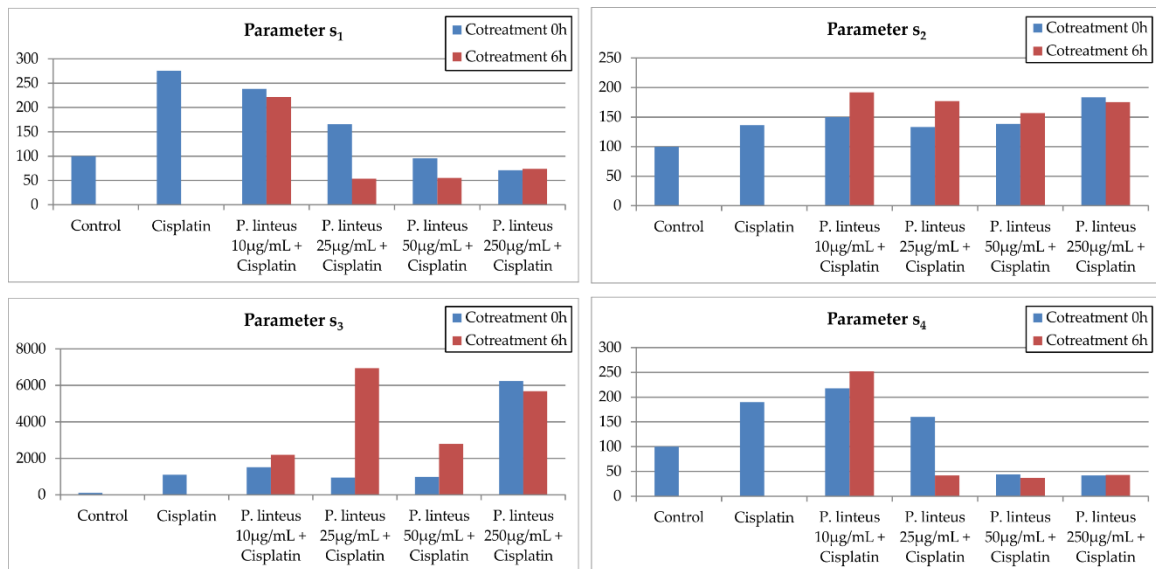 Parameter s₁
Cotreatment 0h
Cotreatment 6h
300
250
200
150
100
50
0
Control
Cisplatin
P. linteus
10µg/mL +
Cisplatin
P. linteus
25µg/mL +
Cisplatin
P. linteus
50µg/mL +
Cisplatin
P. linteus
250µg/mL +
Cisplatin
Parameter s₂
Cotreatment 0h
Cotreatment 6h
250
200
150
100
50
0
Control
Cisplatin
P. linteus
10µg/mL +
Cisplatin
P. linteus
25µg/mL +
Cisplatin
P. linteus
50µg/mL +
Cisplatin
P. linteus
250µg/mL +
Cisplatin
Parameter s₃
Cotreatment 0h
Cotreatment 6h
8000
6000
4000
2000
0
Control
Cisplatin
P. linteus
10µg/mL +
Cisplatin
P. linteus
25µg/mL +
Cisplatin
P. linteus
50µg/mL +
Cisplatin
P. linteus
250µg/mL +
Cisplatin
Parameter s₄
Cotreatment 0h
Cotreatment 6h
300
250
200
150
100
50
0
Control
Cisplatin
P. linteus
10µg/mL +
Cisplatin
P. linteus
25µg/mL +
Cisplatin
P. linteus
50µg/mL +
Cisplatin
P. linteus
250µg/mL +
Cisplatin